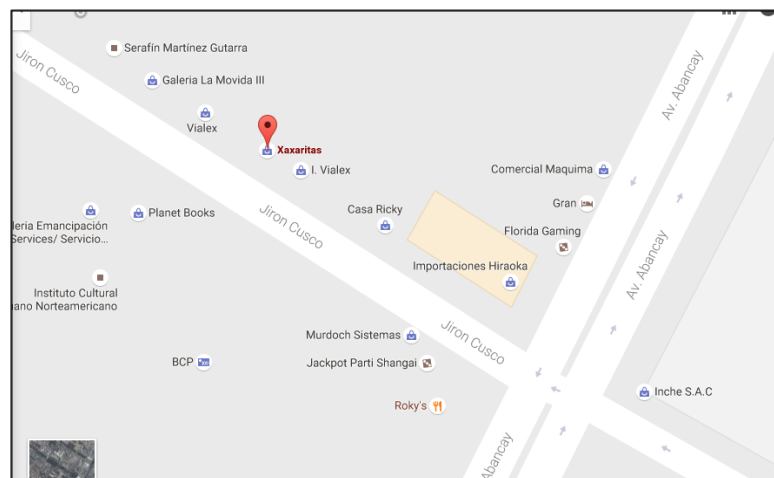 Jiron Cusco
Serafín Martínez Gutarra
Galeria La Movida III
Av. Abancay
Vialex
Xaxaritas
I. Vialex
Comercial Maquima
Gran
Planet Books
Casa Ricky
Jiron Cusco
leria Emancipación
Services/ Servicio...
Florida Gaming
Av. Abancay
Importaciones Hiraoka
Instituto Cultural
ano Norteamericano
Murdoch Sistemas
Jiron Cusco
BCP
Jackpot Parti Shangai
Inche S.A.C
Roky's
Abancay